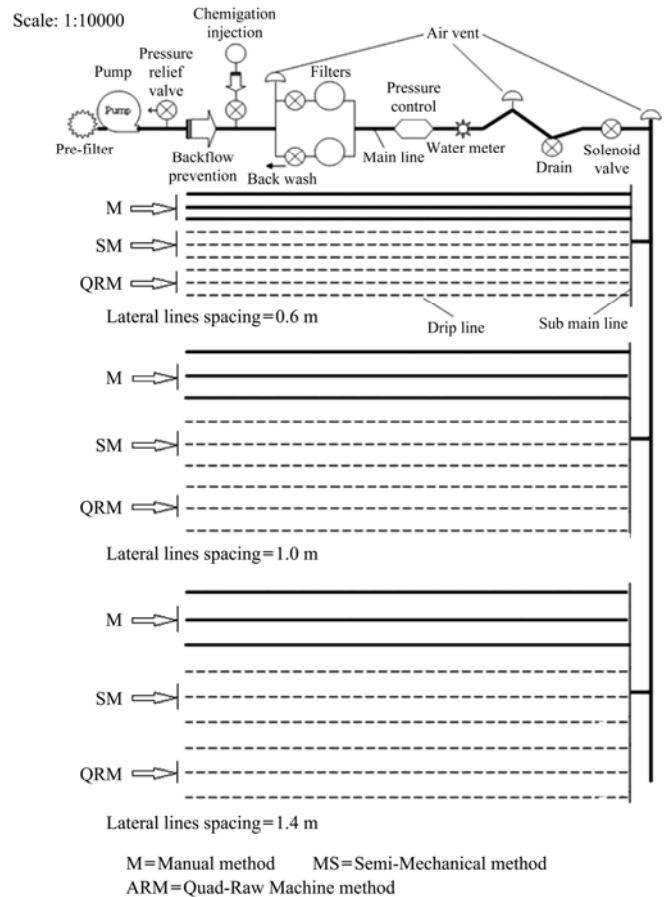 Scale: 1:10000
Chemigation
injection
Air vent
Pressure
relief
valve
Pump
Filters
Pressure
control
Pump
Pre-filter
Backflow
prevention
Back wash
Main line
Water meter
Drain
Solenoid
valve
M
SM
QRM
Lateral lines spacing=0.6 m
Drip line
Sub main line
M
SM
QRM
Lateral lines spacing=1.0 m
M
SM
QRM
Lateral lines spacing=1.4 m
M=Manual method MS=Semi-Mechanical method
ARM=Quad-Raw Machine method